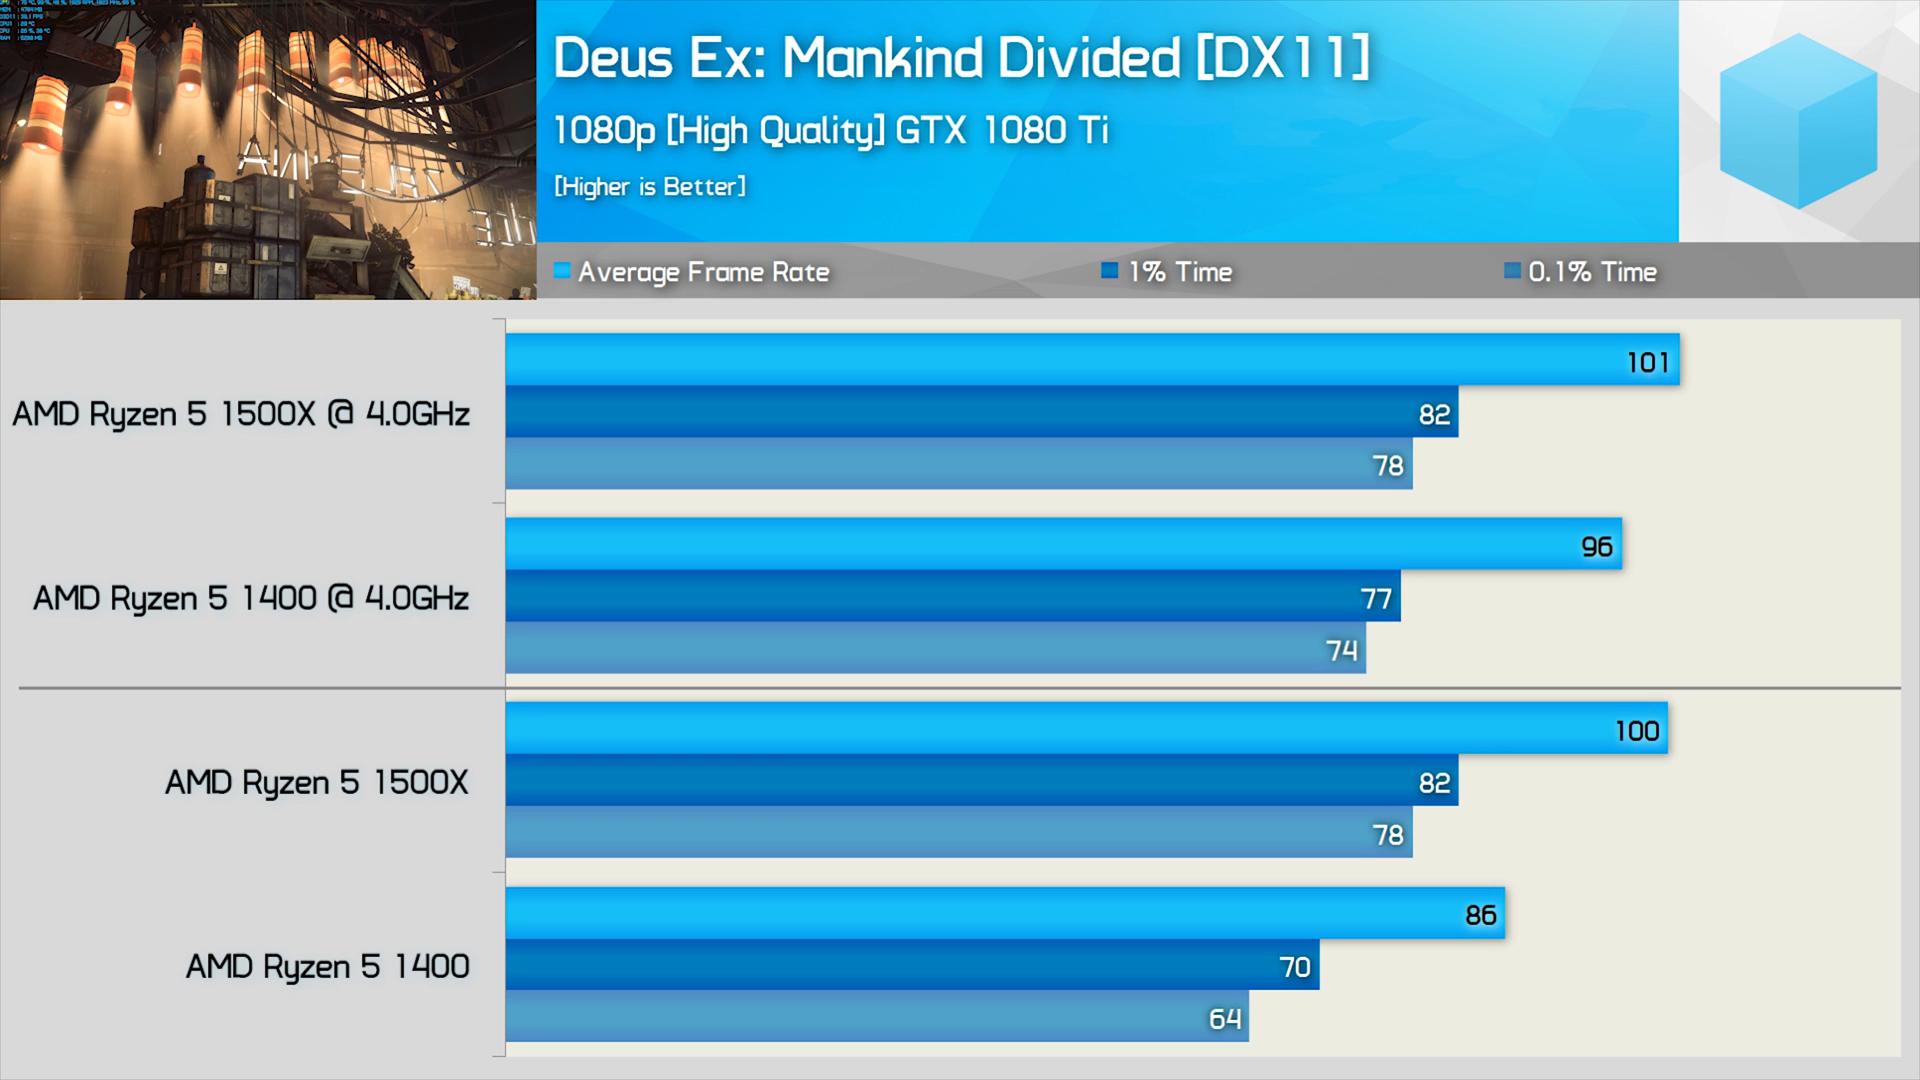 Deus Ex: Mankind Divided [DX11]
1080p [High Quality] GTX 1080 Ti
[Higher is Better]
Average Frame Rate
1% Time
0.1% Time
AMD Ryzen 5 1500X @ 4.0GHz
101
82
78
AMD Ryzen 5 1400 @ 4.0GHz
96
77
74
AMD Ryzen 5 1500X
100
82
78
AMD Ryzen 5 1400
86
70
64